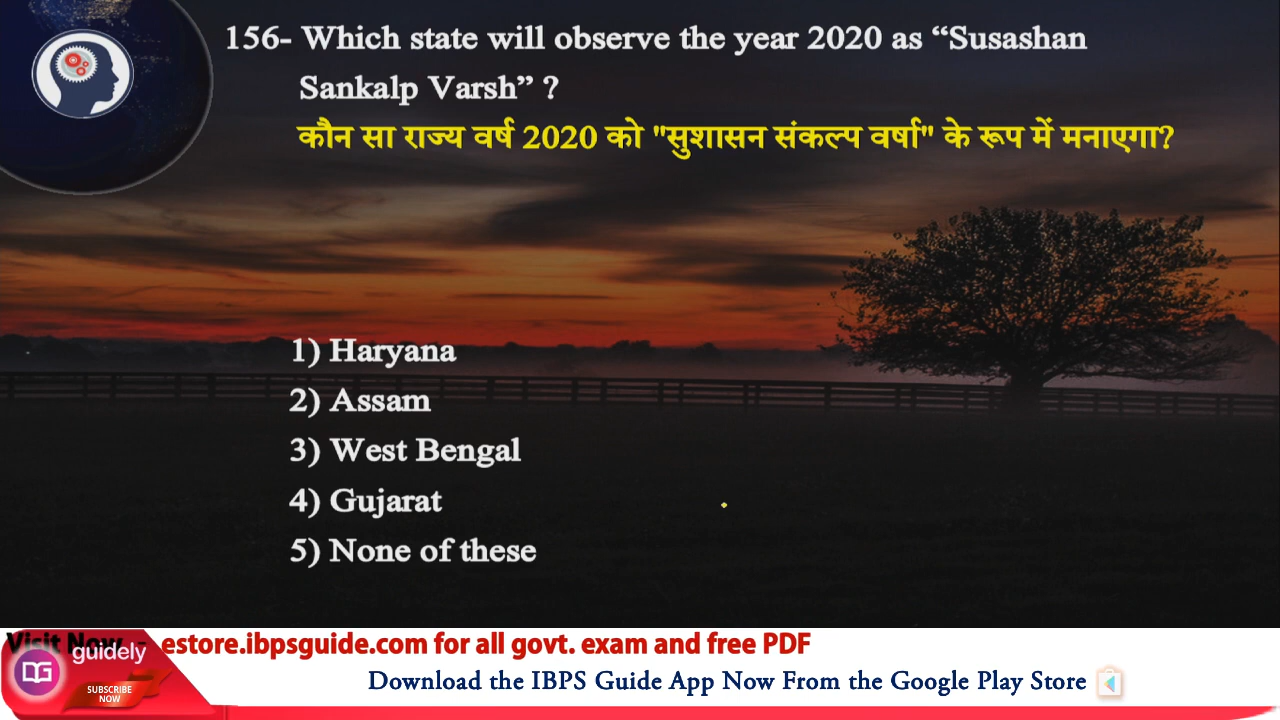 156- Which state will observe the year 2020 as “Susashan
Sankalp Varsh” ?
कौन सा राज्य वर्ष 2020 को "सुशासन संकल्प वर्षा" के रूप में मनाएगा?
1) Haryana
2) Assam
3) West Bengal
4) Gujarat
5) None of these
Visit Now - estore.ibpsguide.com for all govt. exam and free PDF
guidely
SUBSCRIBE
NOW
Download the IBPS Guide App Now From the Google Play Store